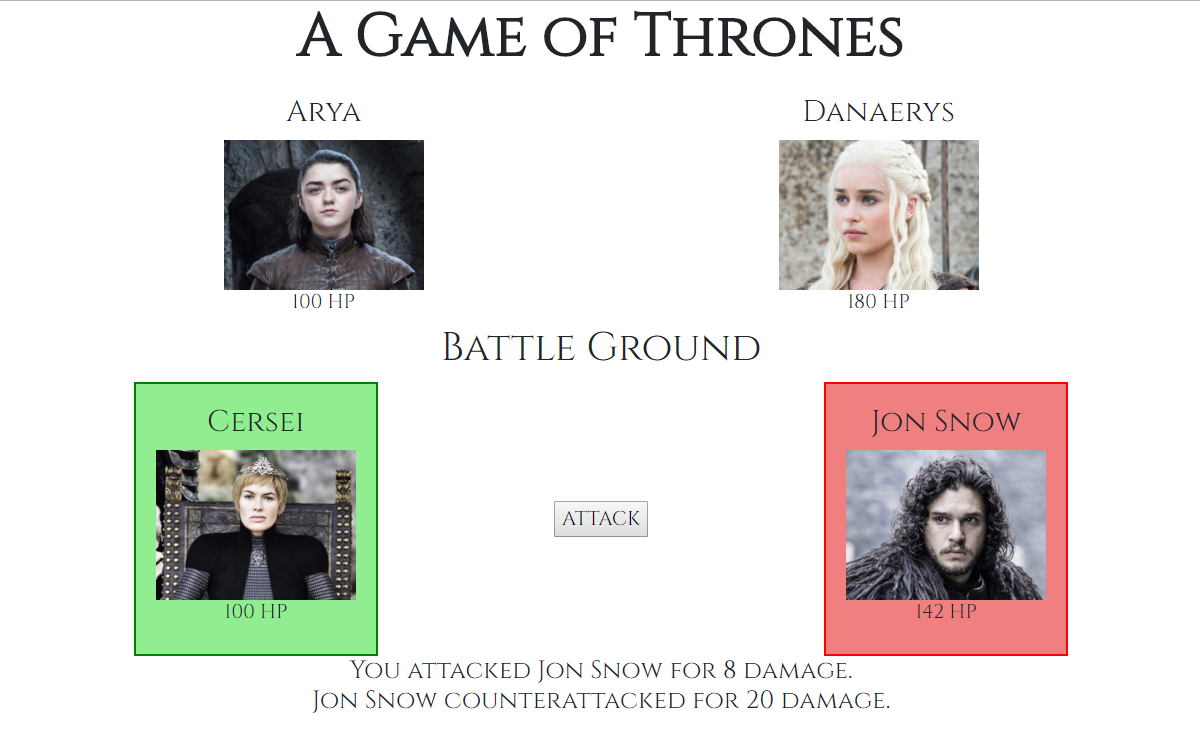 A Game of Thrones
Arya
Danaerys
100 HP
180 HP
Battle Ground
Cersei
Jon Snow
ATTACK
100 HP
142 HP
You attacked Jon Snow for 8 damage.
Jon Snow counterattacked for 20 damage.